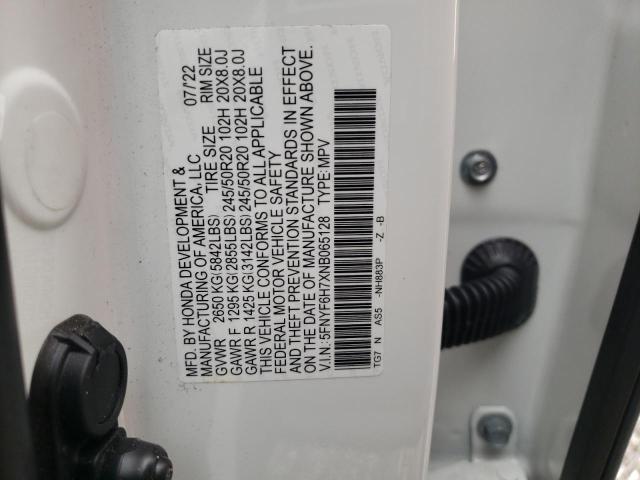 MFD. BY HONDA DEVELOPMENT &
MANUFACTURING OF AMERICA, LLC 07/'22
GVWR 2650 KG(5842LBS) TIRE SIZE RIM SIZE
GAWR F 1295 KG(2855LBS) 245/50R20 102H 20X8.0J
GAWR R 1425 KG(3142LBS) 245/50R20 102H 20X8.0J
THIS VEHICLE CONFORMS TO ALL APPLICABLE
FEDERAL MOTOR VEHICLE SAFETY
AND THEFT PREVENTION STANDARDS IN EFFECT
ON THE DATE OF MANUFACTURE SHOWN ABOVE.
V.I.N: 5FNYF6H7XNB065128 TYPE: MPV
TG7 N AS5 -NH883P -Z -B